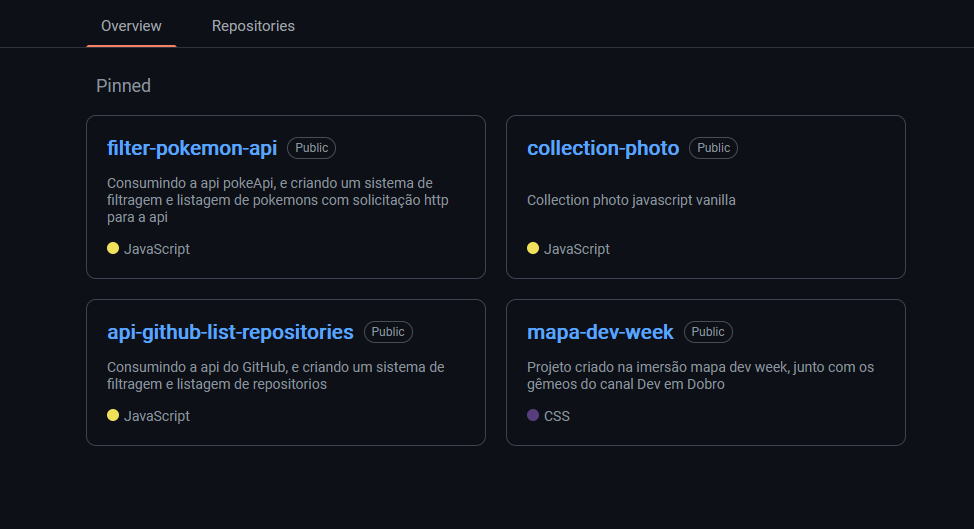 Overview Repositories
Pinned
filter-pokemon-api Public
Consumindo a api pokeApi, e criando um sistema de
filtragem e listagem de pokemons com solicitação http
para a api
JavaScript
collection-photo Public
Collection photo javascript vanilla
JavaScript
api-github-list-repositories Public
Consumindo a api do GitHub, e criando um sistema de
filtragem e listagem de repositorios
JavaScript
mapa-dev-week Public
Projeto criado na imersão mapa dev week, junto com os
gêmeos do canal Dev em Dobro
CSS